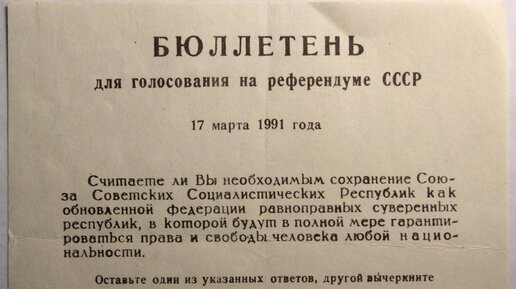 БЮЛЛЕТЕНЬ
для голосования на референдуме СССР
17 марта 1991 года
Считаете ли Вы необходимым сохранение Сою-
за Советских Социалистических Республик как
обновленной федерации равноправных суверенных
республик, в которой будут в полной мере гаранти-
роваться права и свободы человека любой нацио-
нальности.
Оставьте один из указанных ответов, другой вычеркните